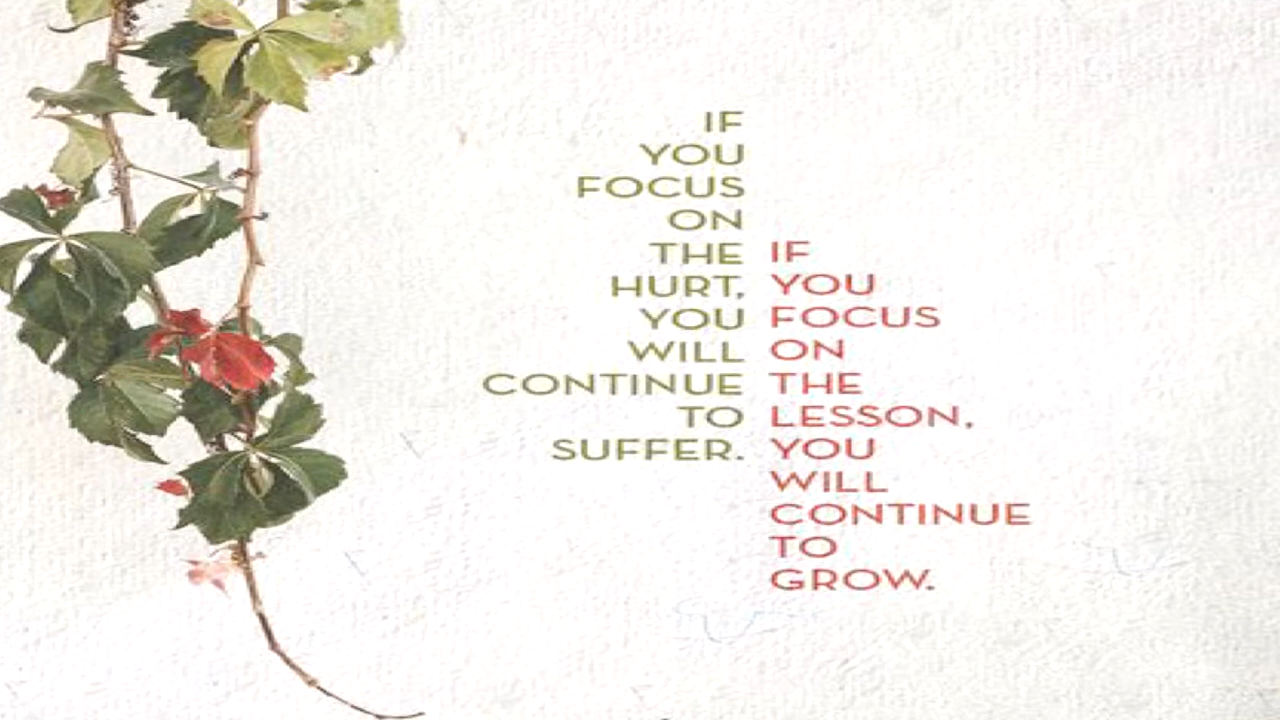 IF
YOU
FOCUS
ON
THE
HURT,
YOU
WILL
CONTINUE
TO
SUFFER.
IF
YOU
FOCUS
ON
THE
LESSON,
YOU
WILL
CONTINUE
TO
GROW.